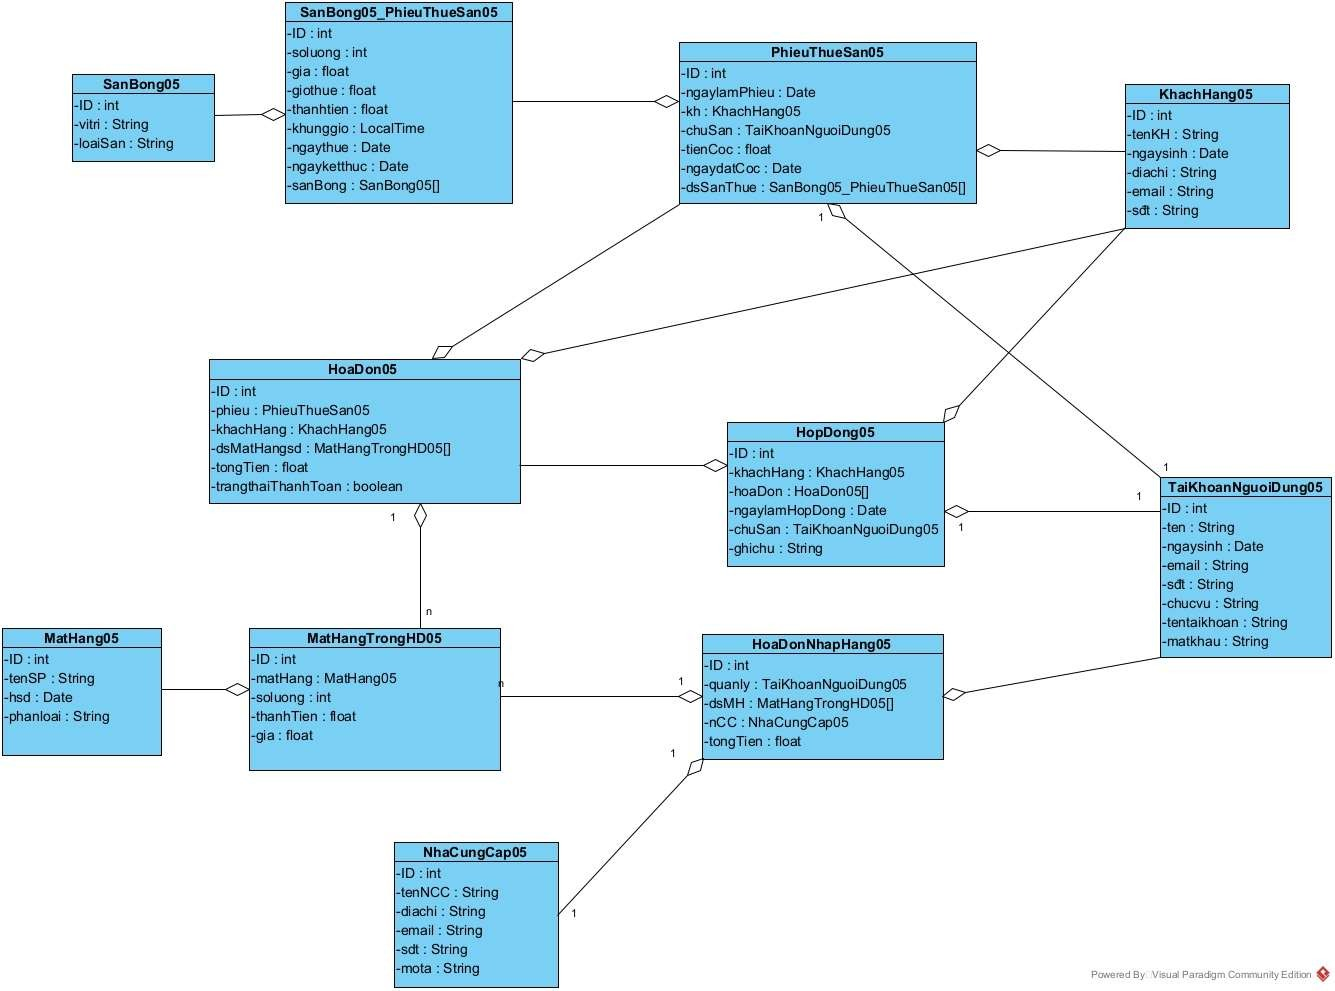 SanBong05_PhieuThueSan05
-ID : int
-soluong : int
-gia : float
-giothue : float
-thanhtien : float
-khunggio : LocalTime
-ngaythue : Date
-ngayketthuc : Date
-sanBong : SanBong05[]
PhieuThueSan05
-ID : int
-ngaylamPhieu : Date
-kh : KhachHang05
-chuSan : TaiKhoanNguoiDung05
-tienCoc : float
-ngaydatCoc : Date
-dsSanThue : SanBong05_PhieuThueSan05[]
SanBong05
-ID : int
-vitri : String
-loaiSan : String
KhachHang05
-ID : int
-tenKH : String
-ngaysinh : Date
-diachi : String
-email : String
-sđt : String
1
HoaDon05
-ID : int
-phieu : PhieuThueSan05
-khachHang : KhachHang05
-dsMatHangsd : MatHangTrongHD05[]
-tongTien : float
-trangthaiThanhToan : boolean
HopDong05
-ID : int
-khachHang : KhachHang05
-hoaDon : HoaDon05[]
-ngaylamHopDong : Date
-chuSan : TaiKhoanNguoiDung05
-ghichu : String
1
1
1
TaiKhoanNguoiDung05
-ID : int
-ten : String
-ngaysinh : Date
-email : String
-sđt : String
-chucvu : String
-tentaikhoan : String
-matkhau : String
1
n
MatHang05
-ID : int
-tenSP : String
-hsd : Date
-phanloai : String
MatHangTrongHD05
-ID : int
-matHang : MatHang05
-soluong : int
-thanhTien : float
-gia : float
n
1
HoaDonNhapHang05
-ID : int
-quanly : TaiKhoanNguoiDung05
-dsMH : MatHangTrongHD05[]
-nCC : NhaCungCap05
-tongTien : float
1
NhaCungCap05
-ID : int
-tenNCC : String
-diachi : String
-email : String
-sdt : String
-mota : String
1
Powered By: Visual Paradigm Community Edition